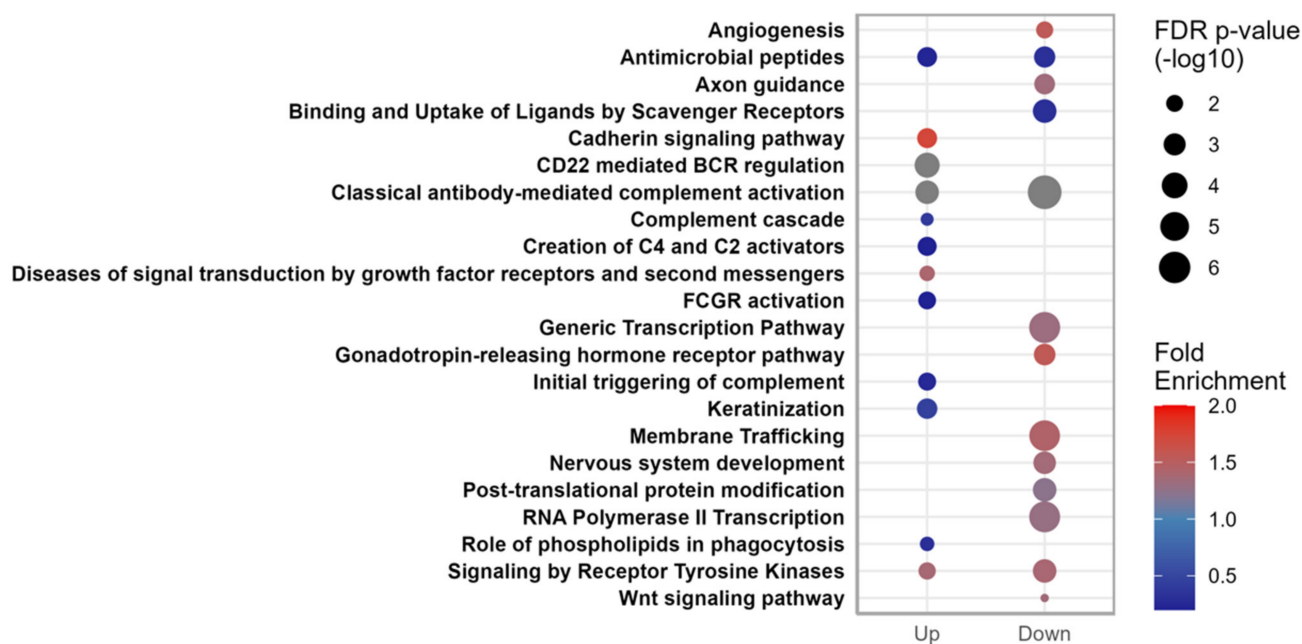 Angiogenesis
Antimicrobial peptides
Axon guidance
Binding and Uptake of Ligands by Scavenger Receptors
Cadherin signaling pathway
CD22 mediated BCR regulation
Classical antibody-mediated complement activation
Complement cascade
Creation of C4 and C2 activators
Diseases of signal transduction by growth factor receptors and second messengers
FCGR activation
Generic Transcription Pathway
Gonadotropin-releasing hormone receptor pathway
Initial triggering of complement
Keratinization
Membrane Trafficking
Nervous system development
Post-translational protein modification
RNA Polymerase II Transcription
Role of phospholipids in phagocytosis
Signaling by Receptor Tyrosine Kinases
Wnt signaling pathway
Up Down
FDR p-value
(-log10)
2
3
4
5
6
Fold
Enrichment
2.0
1.5
1.0
0.5